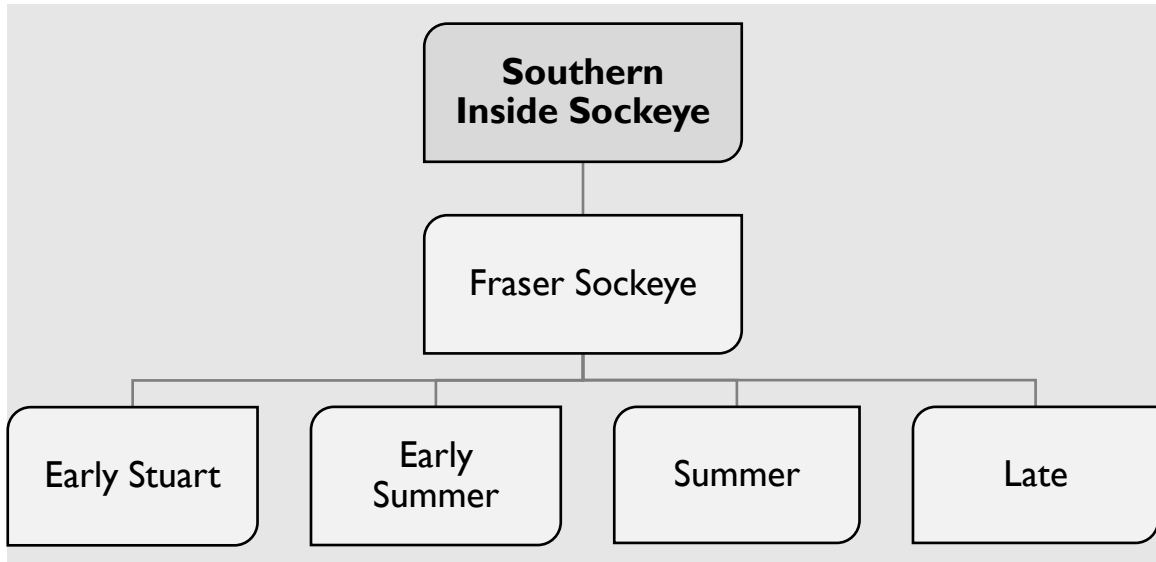 Southern
Inside Sockeye
Fraser Sockeye
Early Stuart
Early
Summer
Summer
Late